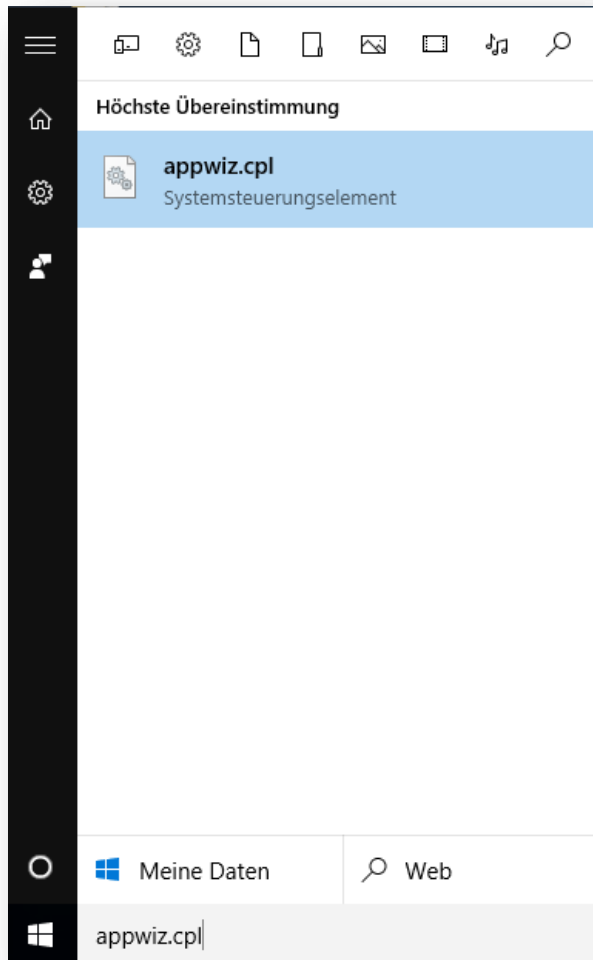 Höchste Übereinstimmung
appwiz.cpl
Systemsteuerungselement
Meine Daten
Web
appwiz.cpl